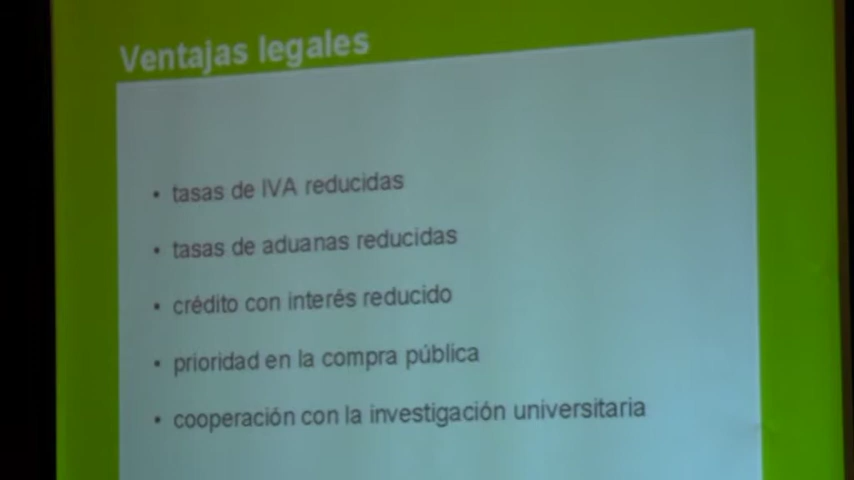 Ventajas legales
• tasas de IVA reducidas
• tasas de aduanas reducidas
• crédito con interés reducido
• prioridad en la compra pública
• cooperación con la investigación universitaria